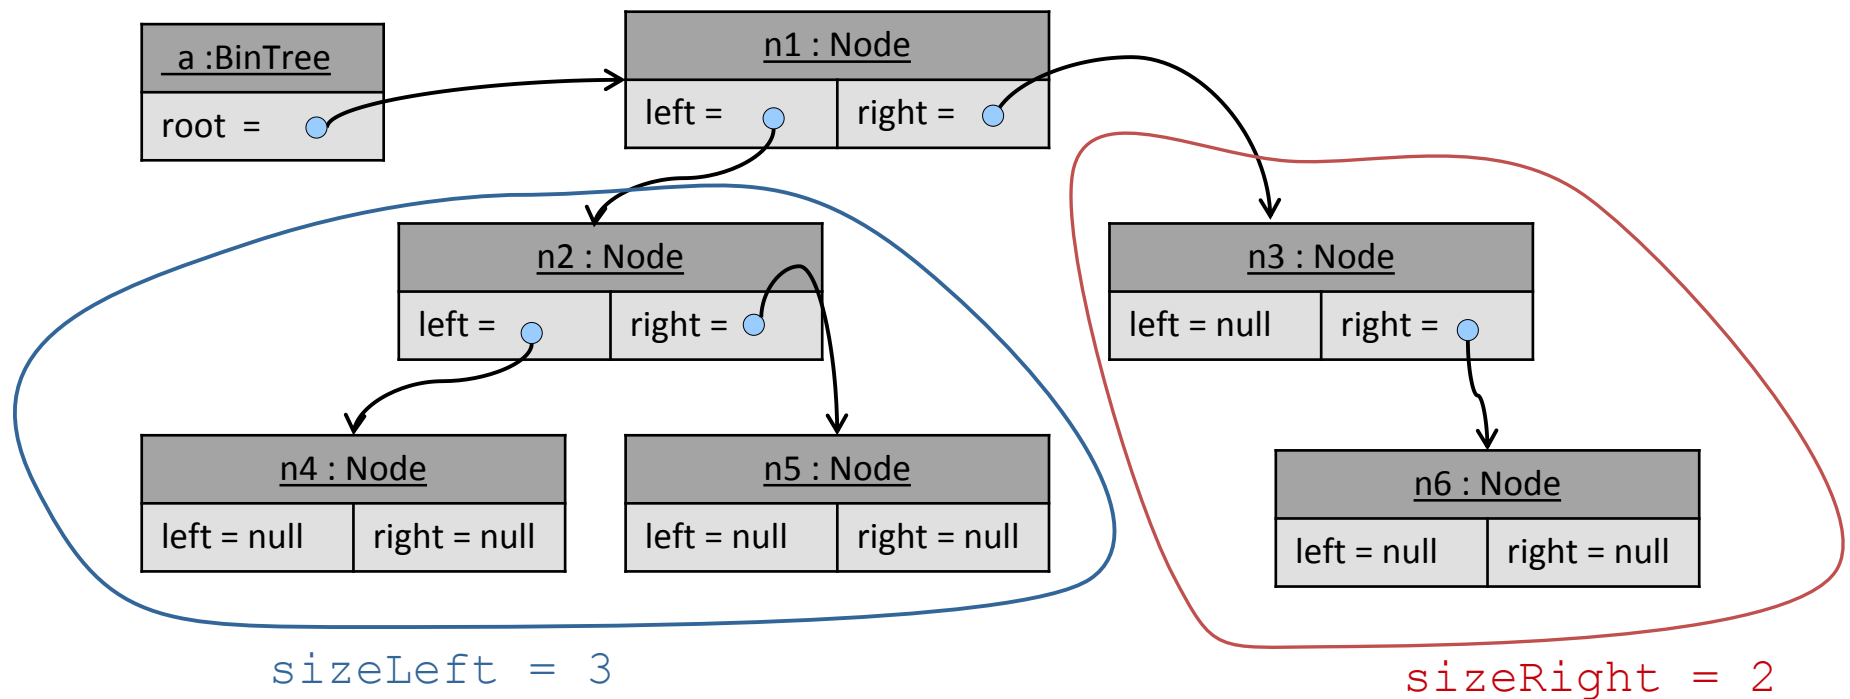 a :BinTree
root =
n1 : Node
left =
right =
n2 : Node
left =
right =
n3 : Node
left = null
right =
n4 : Node
left = null
right = null
n5 : Node
left = null
right = null
n6 : Node
left = null
right = null
sizeLeft = 3
sizeRight = 2